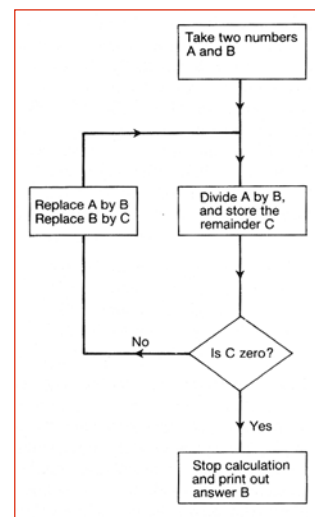 Take two numbers
A and B
Replace A by B
Replace B by C
Divide A by B,
and store the
remainder C
No
Is C zero?
Yes
Stop calculation
and print out
answer B